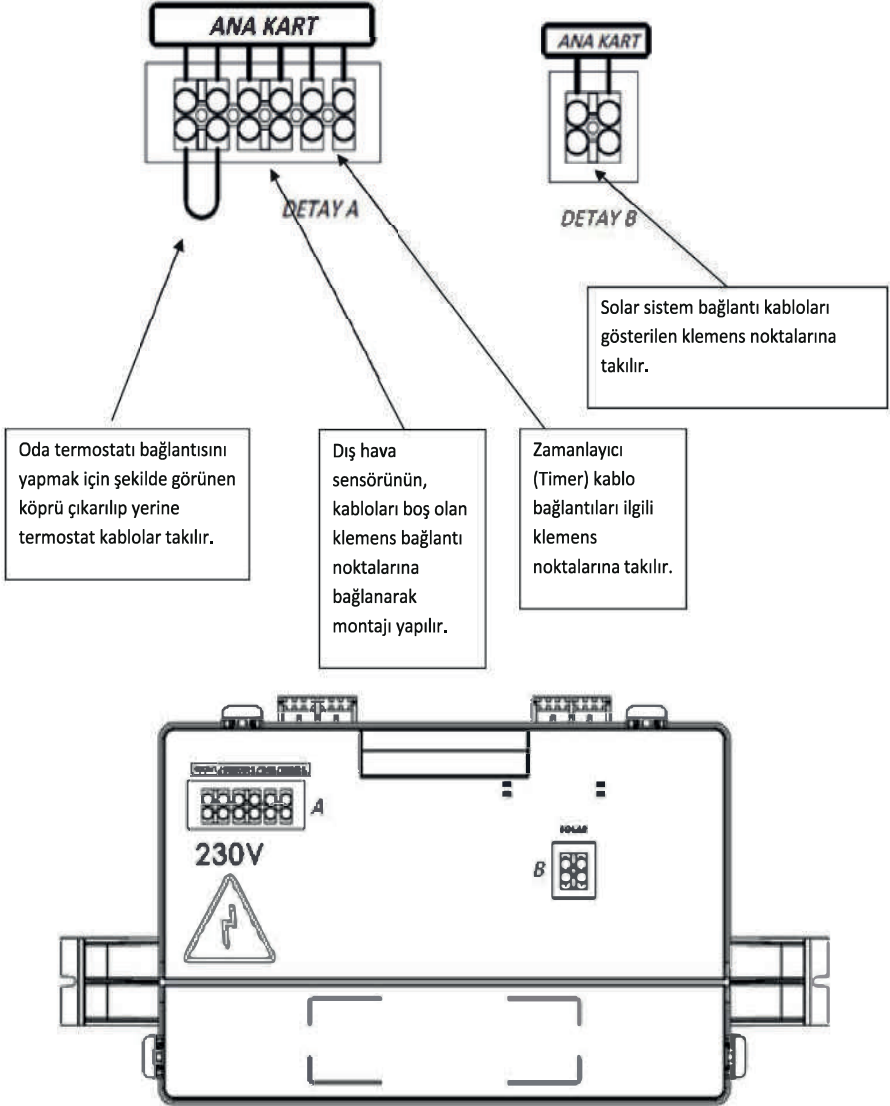 ANA KART
ANA KART
DETAY A
DETAY B
Solar sistem bağlantı kabloları
gösterilen klemens noktalarına
takılır.
Oda termostatı bağlantısını
yapmak için şekilde görünen
köprü çıkarılıp yerine
termostat kablolar takılır.
Dış hava
sensörünün,
kabloları boş olan
klemens bağlantı
noktalarına
bağlanarak
montajı yapılır.
Zamanlayıcı
(Timer) kablo
bağlantıları ilgili
klemens
noktalarına takılır.
A
230V
SOLAR
B